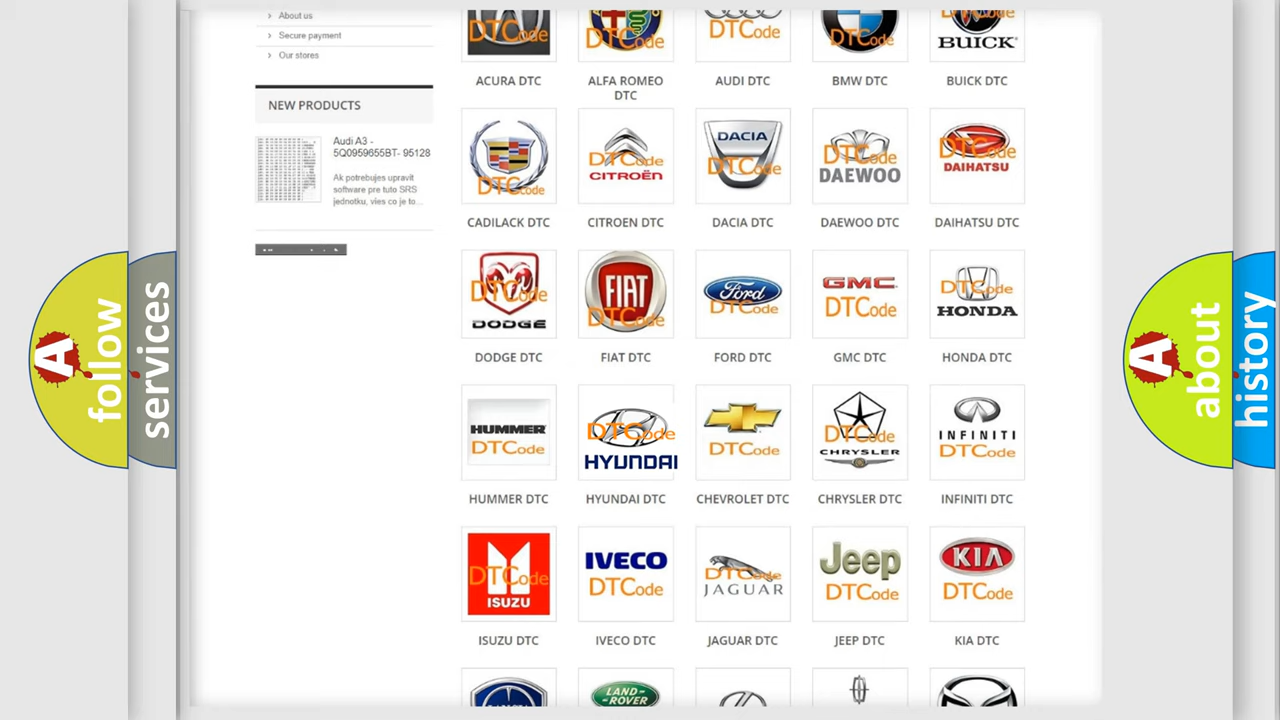 About us
Secure payment
Our stores
NEW PRODUCTS
Audi A3 -
5Q0959655BT- 95128
Ak potrebujes upravit
software pre tuto SRS
jednotku, vies co je to...
DTCode
DTCode
DTCode
DTCode
BUICK
ACURA DTC
ALFA ROMEO
DTC
AUDI DTC
BMW DTC
BUICK DTC
DTCode
DTCode
CITROËN
DACIA
DTCode
DTCode
DAEWOO
DTCode
DAIHATSU
CADILACK DTC
CITROEN DTC
DACIA DTC
DAEWOO DTC
DAIHATSU DTC
DTCode
DODGE
FIAT
DTCode
Ford
DTCode
GMC
DTCode
DTCode
HONDA
DODGE DTC
FIAT DTC
FORD DTC
GMC DTC
HONDA DTC
HUMMER
DTCode
DTCode
HYUNDAI
DTCode
DTCode
CHRYSLER
INFINITI
DTCode
HUMMER DTC
HYUNDAI DTC
CHEVROLET DTC
CHRYSLER DTC
INFINITI DTC
DTCode
ISUZU
IVECO
DTCode
DTCode
JAGUAR
Jeep
DTCode
KIA
DTCode
ISUZU DTC
IVECO DTC
JAGUAR DTC
JEEP DTC
KIA DTC
LAND-
ROVER
A
follow
services
A
about
history